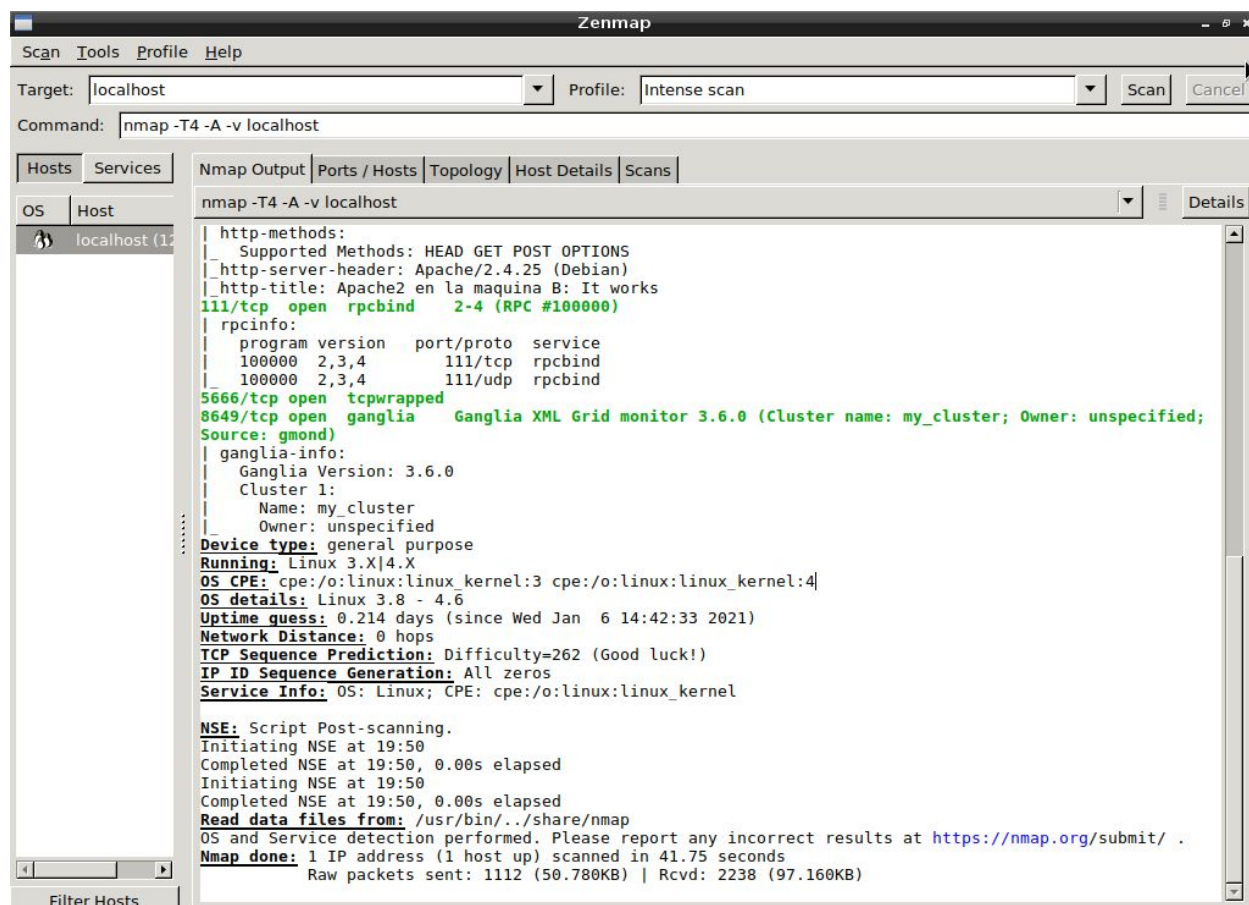 Zenmap
Scan Tools Profile Help
Target: localhost Profile: Intense scan Scan Cancel
Command: nmap -T4 -A -v localhost
Hosts Services
Nmap Output Ports / Hosts Topology Host Details Scans
OS Host
nmap -T4 -A -v localhost Details
localhost (12
| http-methods:
|_  Supported Methods: HEAD GET POST OPTIONS
|_http-server-header: Apache/2.4.25 (Debian)
|_http-title: Apache2 en la maquina B: It works
111/tcp  open  rpcbind    2-4 (RPC #100000)
| rpcinfo:
|   program version   port/proto  service
|   100000  2,3,4        111/tcp  rpcbind
|_  100000  2,3,4        111/udp  rpcbind
5666/tcp open  tcpwrapped
8649/tcp open  ganglia    Ganglia XML Grid monitor 3.6.0 (Cluster name: my_cluster; Owner: unspecified;
Source: gmond)
| ganglia-info:
|   Ganglia Version: 3.6.0
|   Cluster 1:
|     Name: my_cluster
|_    Owner: unspecified
Device type: general purpose
Running: Linux 3.X|4.X
OS CPE: cpe:/o:linux:linux_kernel:3 cpe:/o:linux:linux_kernel:4
OS details: Linux 3.8 - 4.6
Uptime guess: 0.214 days (since Wed Jan  6 14:42:33 2021)
Network Distance: 0 hops
TCP Sequence Prediction: Difficulty=262 (Good luck!)
IP ID Sequence Generation: All zeros
Service Info: OS: Linux; CPE: cpe:/o:linux:linux_kernel
NSE: Script Post-scanning.
Initiating NSE at 19:50
Completed NSE at 19:50, 0.00s elapsed
Initiating NSE at 19:50
Completed NSE at 19:50, 0.00s elapsed
Read data files from: /usr/bin/../share/nmap
OS and Service detection performed. Please report any incorrect results at https://nmap.org/submit/ .
Nmap done: 1 IP address (1 host up) scanned in 41.75 seconds
Raw packets sent: 1112 (50.780KB) | Rcvd: 2238 (97.160KB)
Filter Hosts